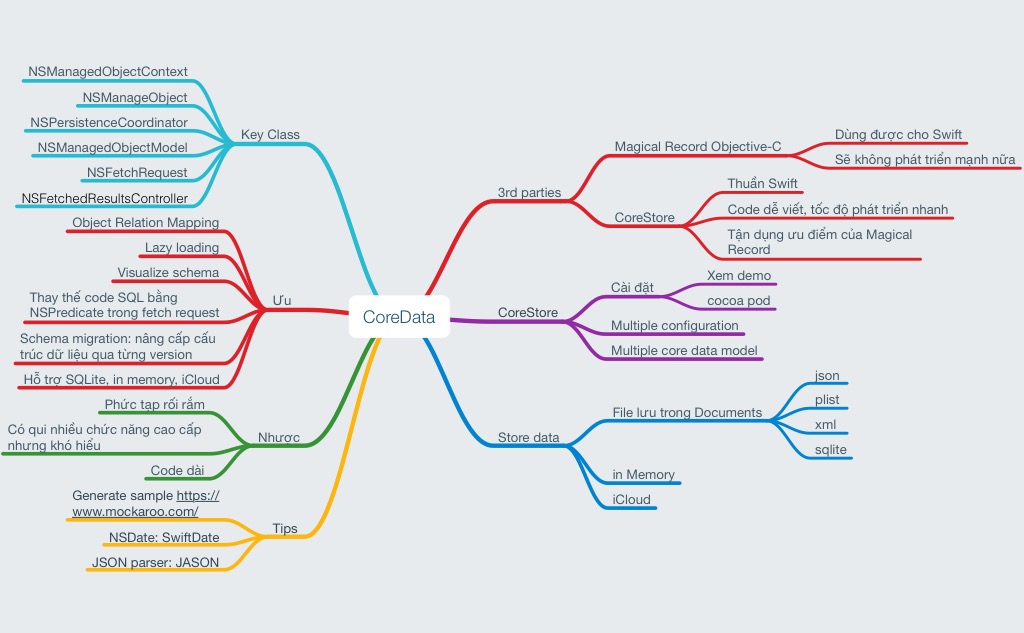 CoreData
Key Class
NSManagedObjectContext
NSManageObject
NSPersistenceCoordinator
NSManagedObjectModel
NSFetchRequest
NSFetchedResultsController
Ưu
Object Relation Mapping
Lazy loading
Visualize schema
Thay thế code SQL bằng
NSPredicate trong fetch request
Schema migration: nâng cấp cấu
trúc dữ liệu qua từng version
Hỗ trợ SQLite, in memory, iCloud
Nhược
Phức tạp rối rắm
Có qui nhiều chức năng cao cấp
nhưng khó hiểu
Code dài
Tips
Generate sample https://
www.mockaroo.com/
NSDate: SwiftDate
JSON parser: JASON
3rd parties
Magical Record Objective-C
Dùng được cho Swift
Sẽ không phát triển mạnh nữa
CoreStore
Thuần Swift
Code dễ viết, tốc độ phát triển nhanh
Tận dụng ưu điểm của Magical
Record
CoreStore
Cài đặt
Xem demo
cocoa pod
Multiple configuration
Multiple core data model
Store data
File lưu trong Documents
json
plist
xml
sqlite
in Memory
iCloud